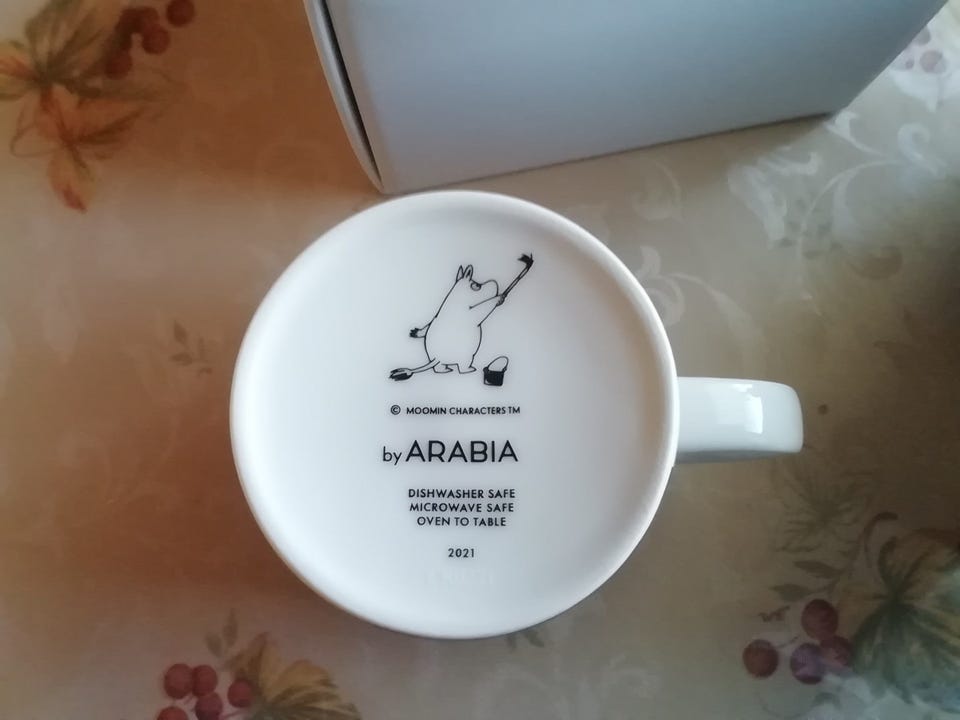 © MOOMIN CHARACTERS TM
by ARABIA
DISHWASHER SAFE
MICROWAVE SAFE
OVEN TO TABLE
2021